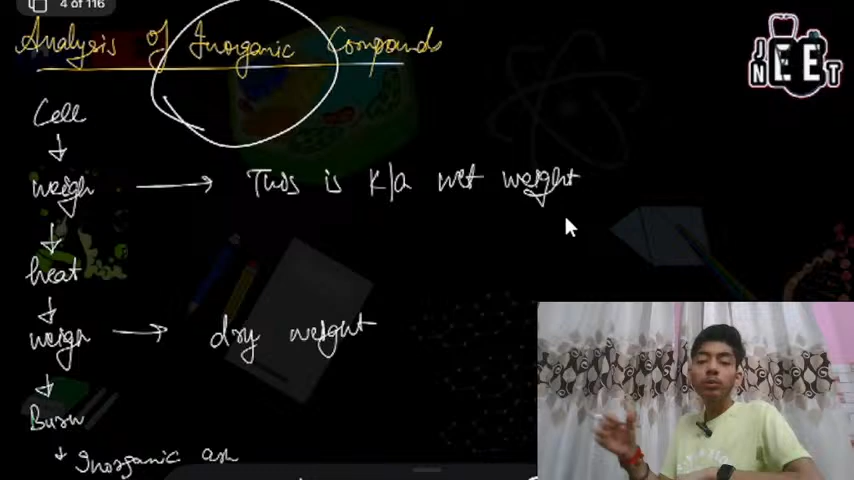 4 of 116
Analysis of Inorganic Compounds
JNEET
Cell
↓
weigh → This is k/a wet weight
↓
heat
↓
weigh → dry weight
↓
Burn
↓ Inorganic ash